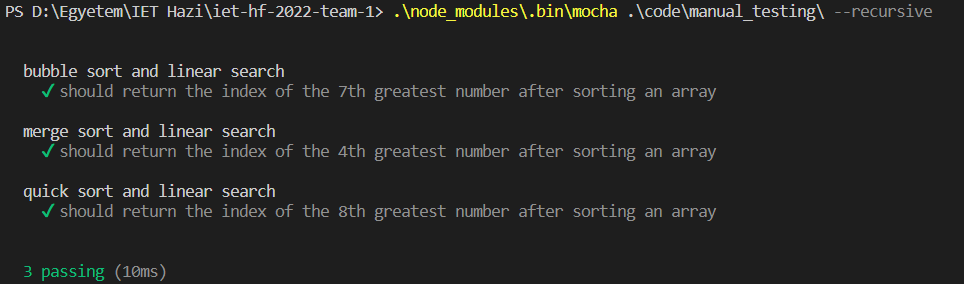 PS D:\Egyetem\IET Hazi\iet-hf-2022-team-1> .\node_modules\.bin\mocha .\code\manual_testing\ --recursive
bubble sort and linear search
✓ should return the index of the 7th greatest number after sorting an array
merge sort and linear search
✓ should return the index of the 4th greatest number after sorting an array
quick sort and linear search
✓ should return the index of the 8th greatest number after sorting an array
3 passing (10ms)